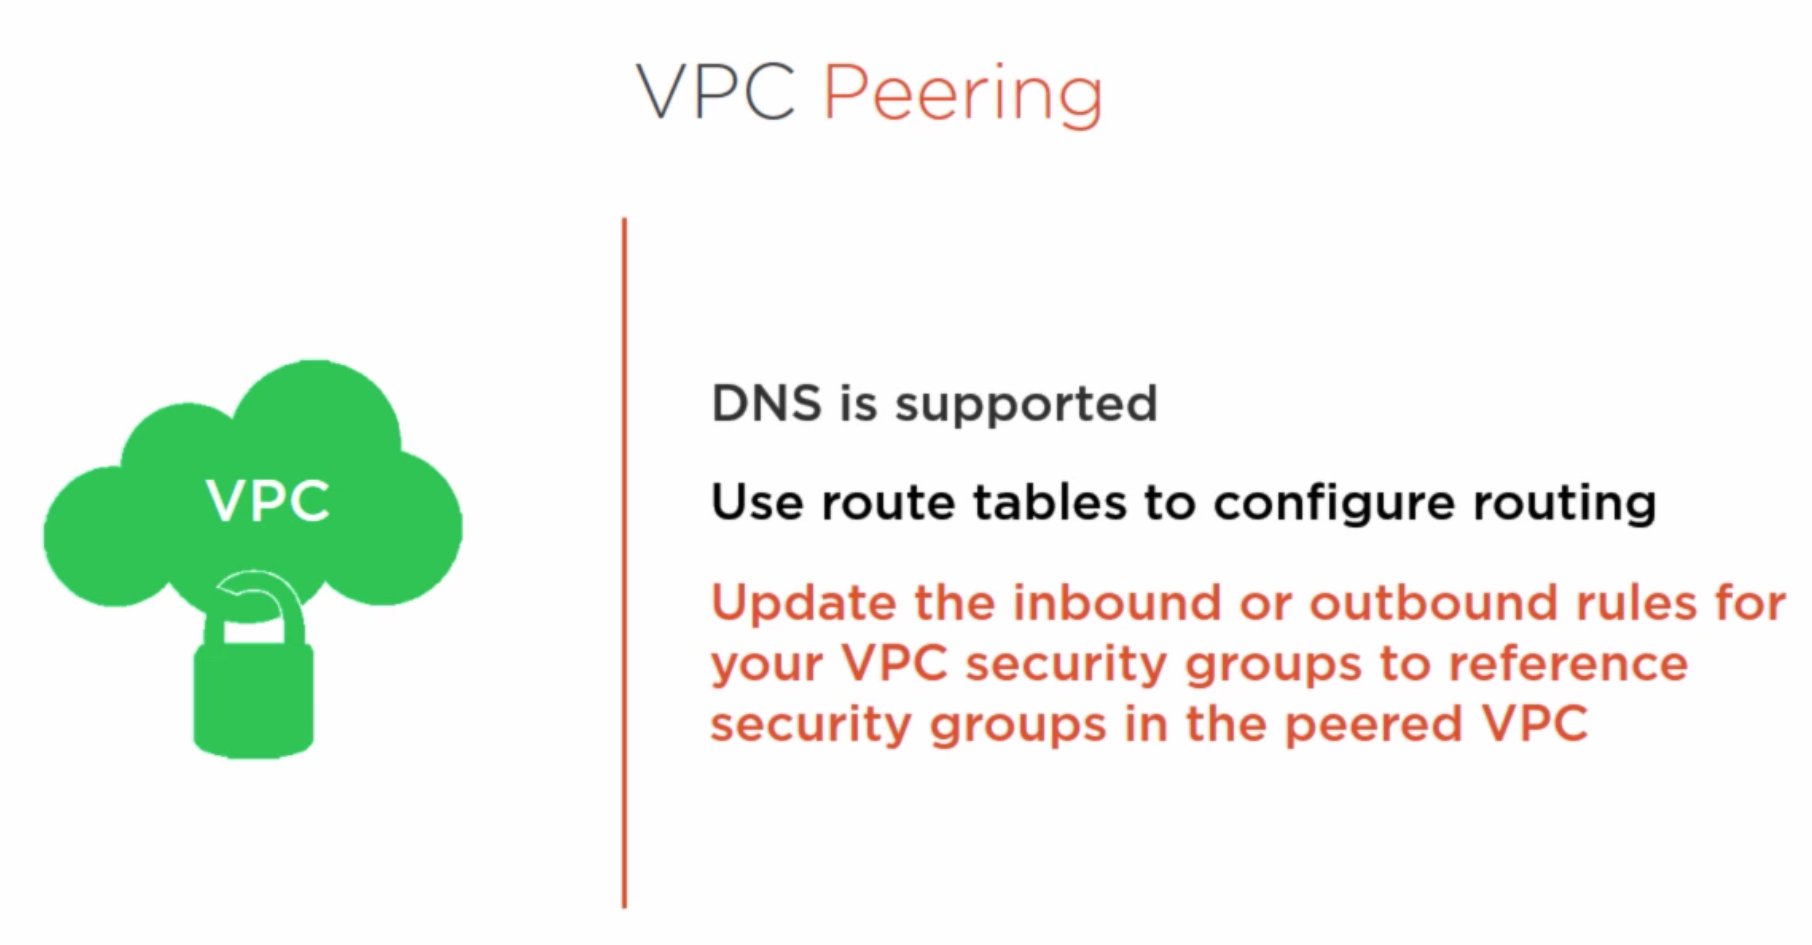 VPC Peering
VPC
DNS is supported
Use route tables to configure routing
Update the inbound or outbound rules for
your VPC security groups to reference
security groups in the peered VPC